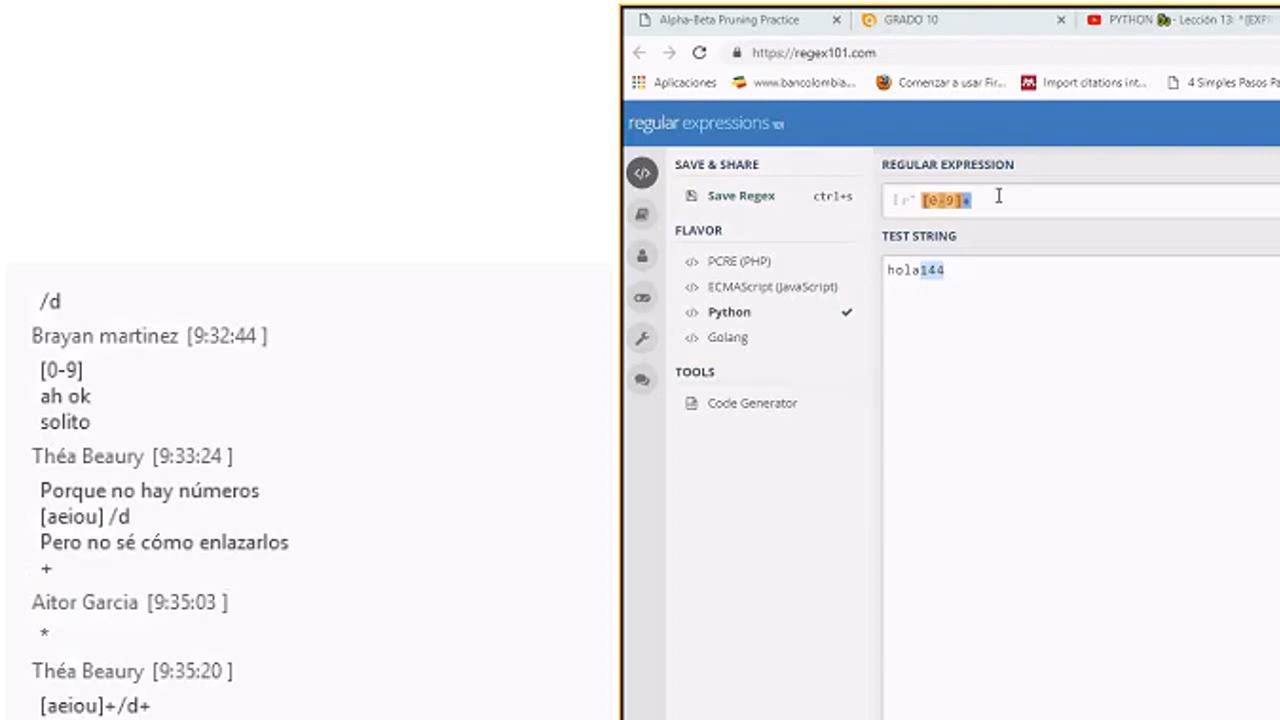 /d
Brayan martinez [9:32:44 ]
[0-9]
ah ok
solito
Théa Beaury [9:33:24 ]
Porque no hay números
[aeiou] /d
Pero no sé cómo enlazarlos
+
Aitor Garcia [9:35:03 ]
*
Théa Beaury [9:35:20 ]
[aeiou]+/d+
Alpha-Beta Pruning Practice
GRADO 10
PYTHON - Lección 13: *[EXP
https://regex101.com
Aplicaciones
www.bancolombia...
Comenzar a usar Fir...
Import citations int...
4 Simples Pasos Pa
regular expressions 101
SAVE & SHARE
Save Regex ctrl+s
FLAVOR
PCRE (PHP)
ECMAScript (JavaScript)
Python
Golang
TOOLS
Code Generator
REGULAR EXPRESSION
r" [0-9]+
TEST STRING
hola144